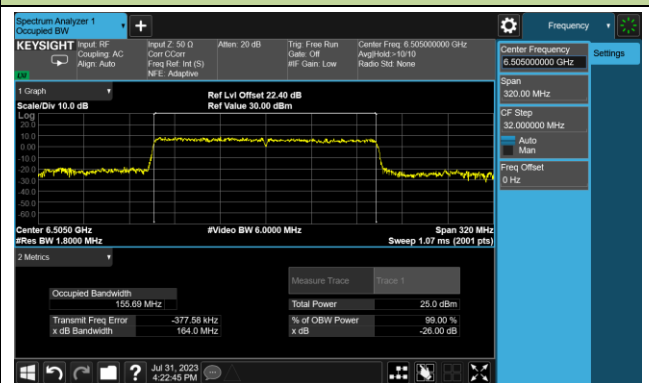 Spectrum Analyzer 1
Occupied BW
Frequency
KEYSIGHT
Input: RF
Coupling: AC
Align: Auto
Input Z: 50 Ω
Corr CCorr
Freq Ref: Int (S)
NFE: Adaptive
Atten: 20 dB
Trig: Free Run
Gate: Off
#IF Gain: Low
Center Freq: 6.505000000 GHz
Avg|Hold:>10/10
Radio Std: None
Center Frequency
6.505000000 GHz
Settings
Span
320.00 MHz
CF Step
32.000000 MHz
Auto
Man
Freq Offset
0 Hz
1 Graph
Scale/Div 10.0 dB
Ref Lvl Offset 22.40 dB
Ref Value 30.00 dBm
Log
20.0
10.0
0.00
-10.0
-20.0
-30.0
-40.0
-50.0
-60.0
Center 6.5050 GHz
#Video BW 6.0000 MHz
Span 320 MHz
#Res BW 1.8000 MHz
Sweep 1.07 ms (2001 pts)
2 Metrics
Measure Trace
Trace 1
Occupied Bandwidth
155.69 MHz
Total Power
25.0 dBm
Transmit Freq Error
-377.58 kHz
% of OBW Power
99.00 %
x dB Bandwidth
164.0 MHz
x dB
-26.00 dB
Jul 31, 2023
4:22:45 PM